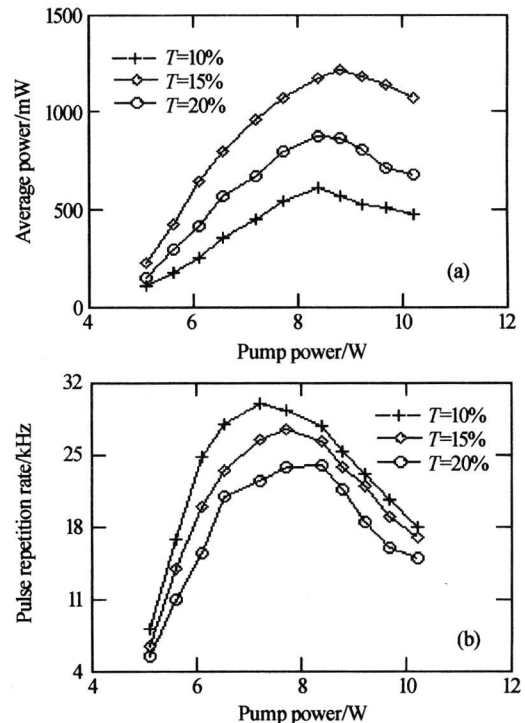 1500
T=10%
T=15%
T=20%
1000
Average power/mW
500
(a)
0
4 6 8 10 12
Pump power/W
32
T=10%
T=15%
T=20%
25
Pulse repetition rate/kHz
18
11
(b)
4
4 6 8 10 12
Pump power/W